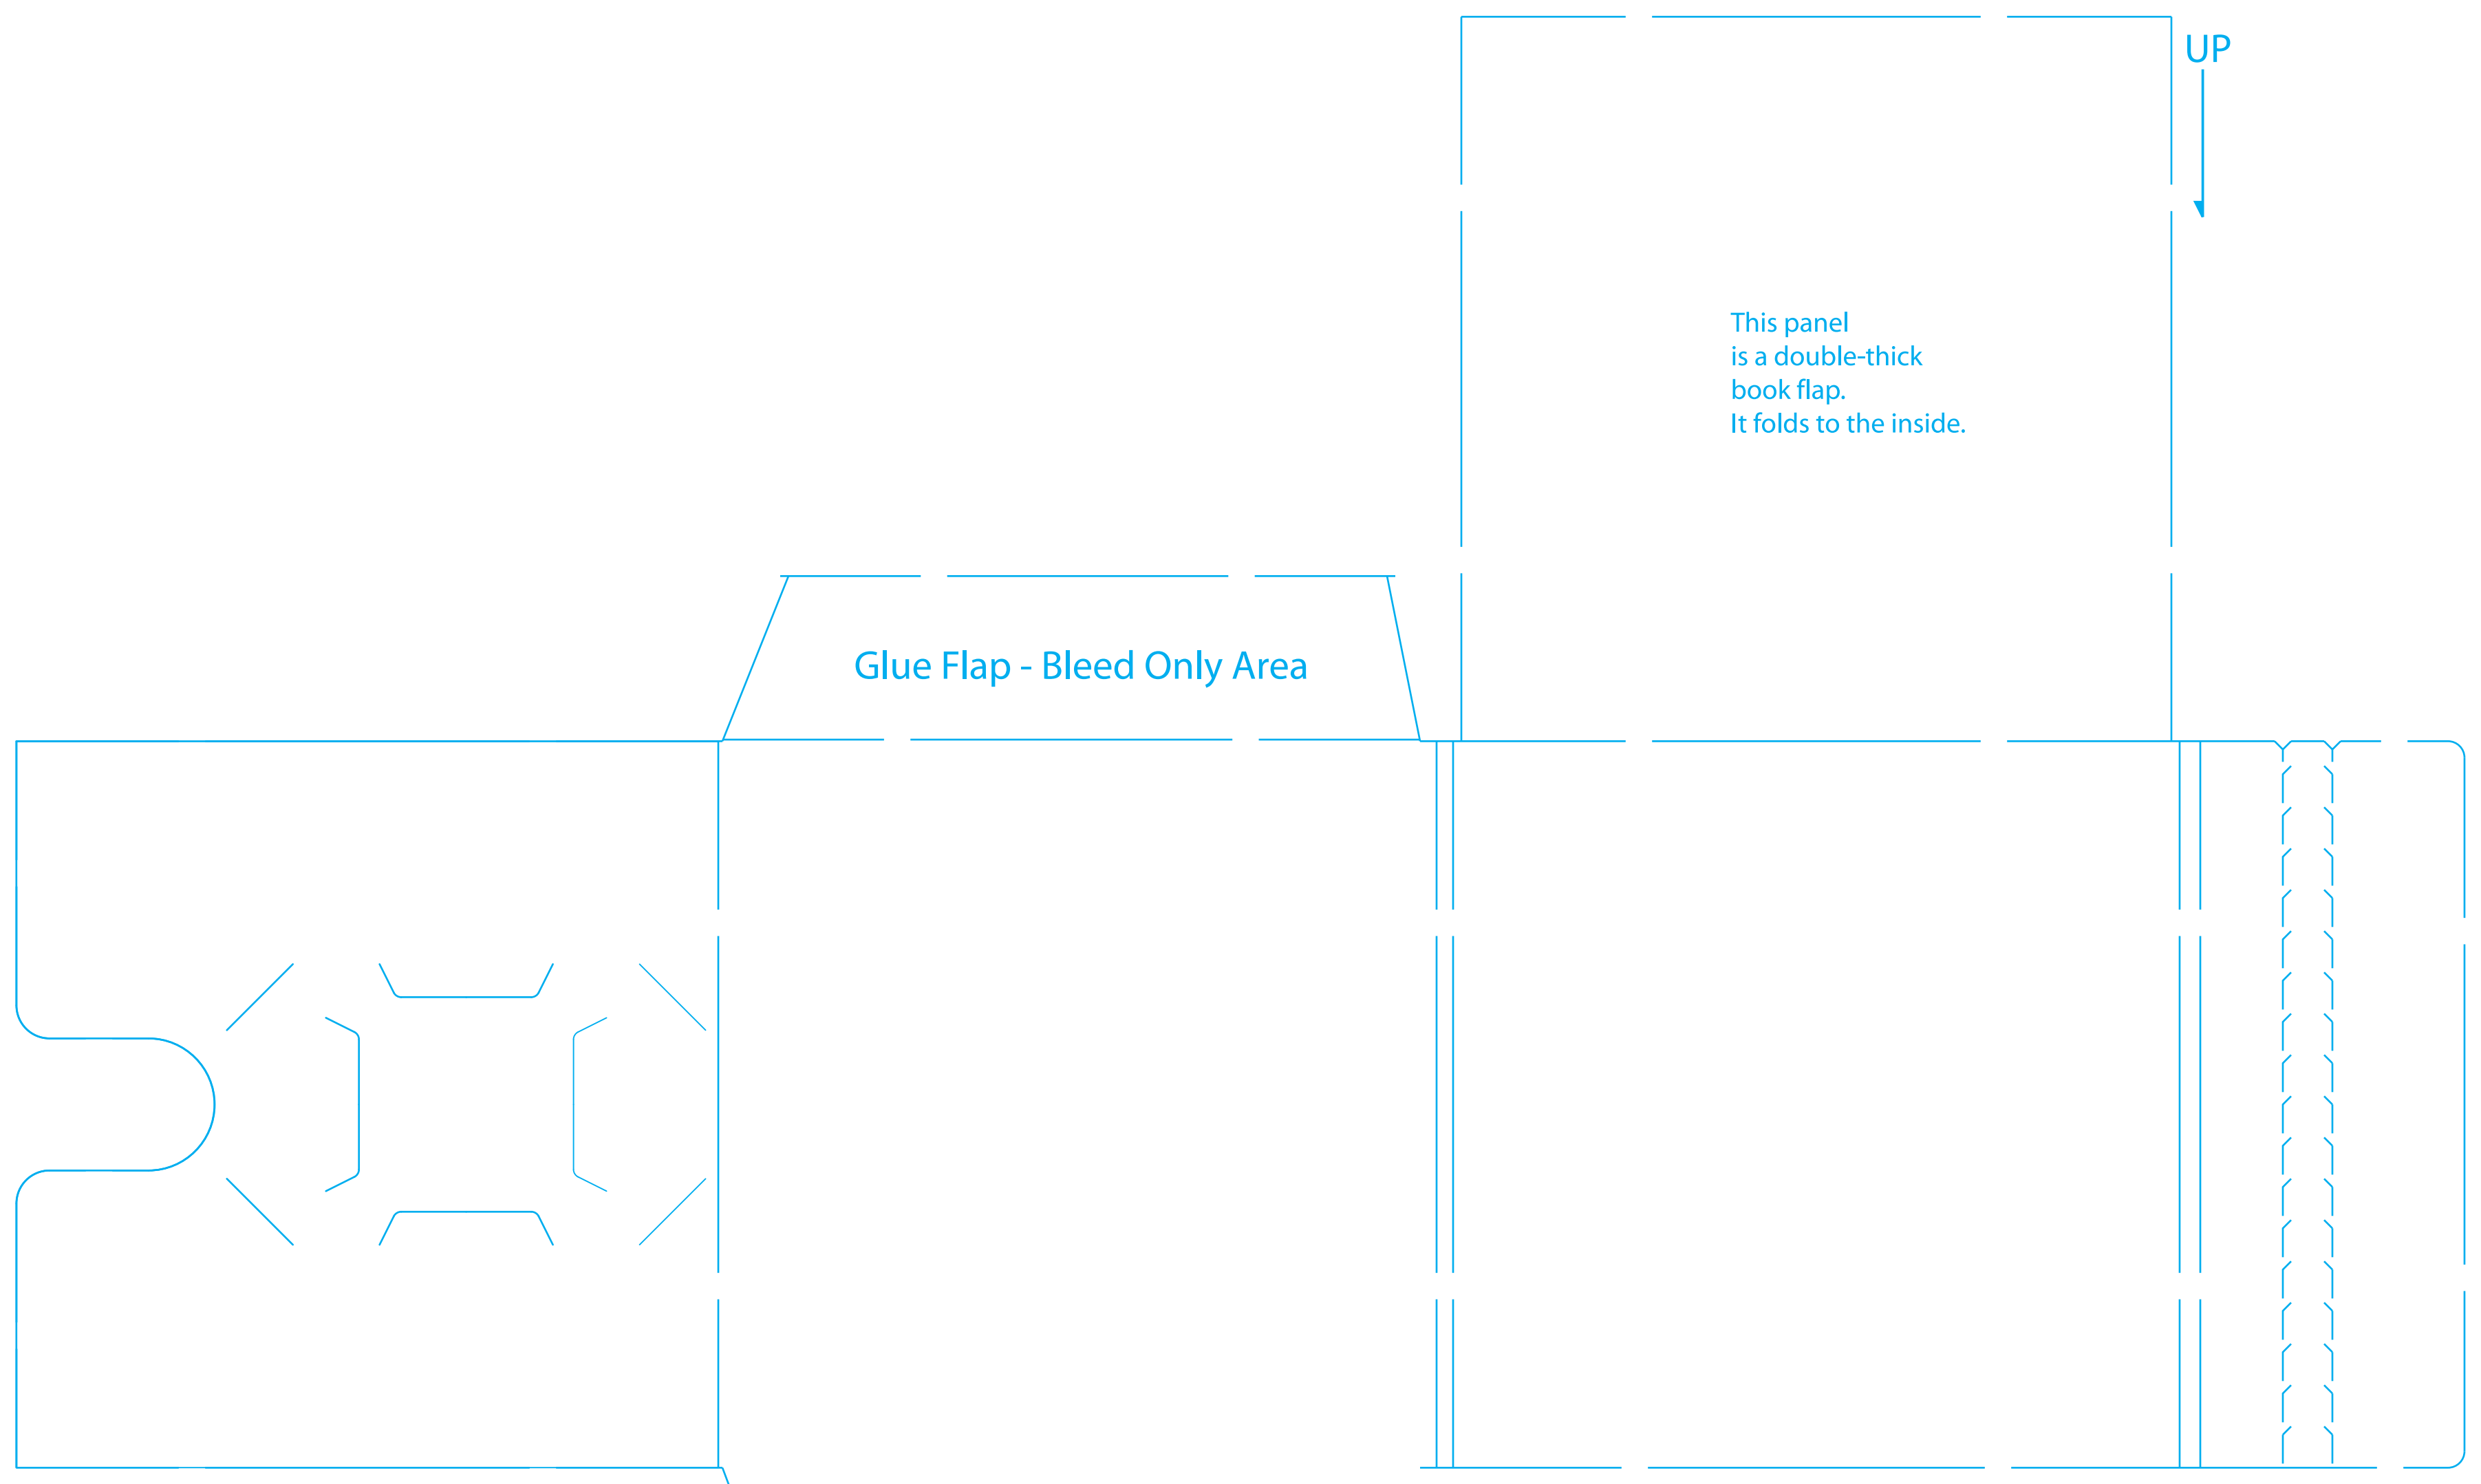 UP
This panel
is a double-thick
book flap.
It folds to the inside.
Glue Flap - Bleed Only Area